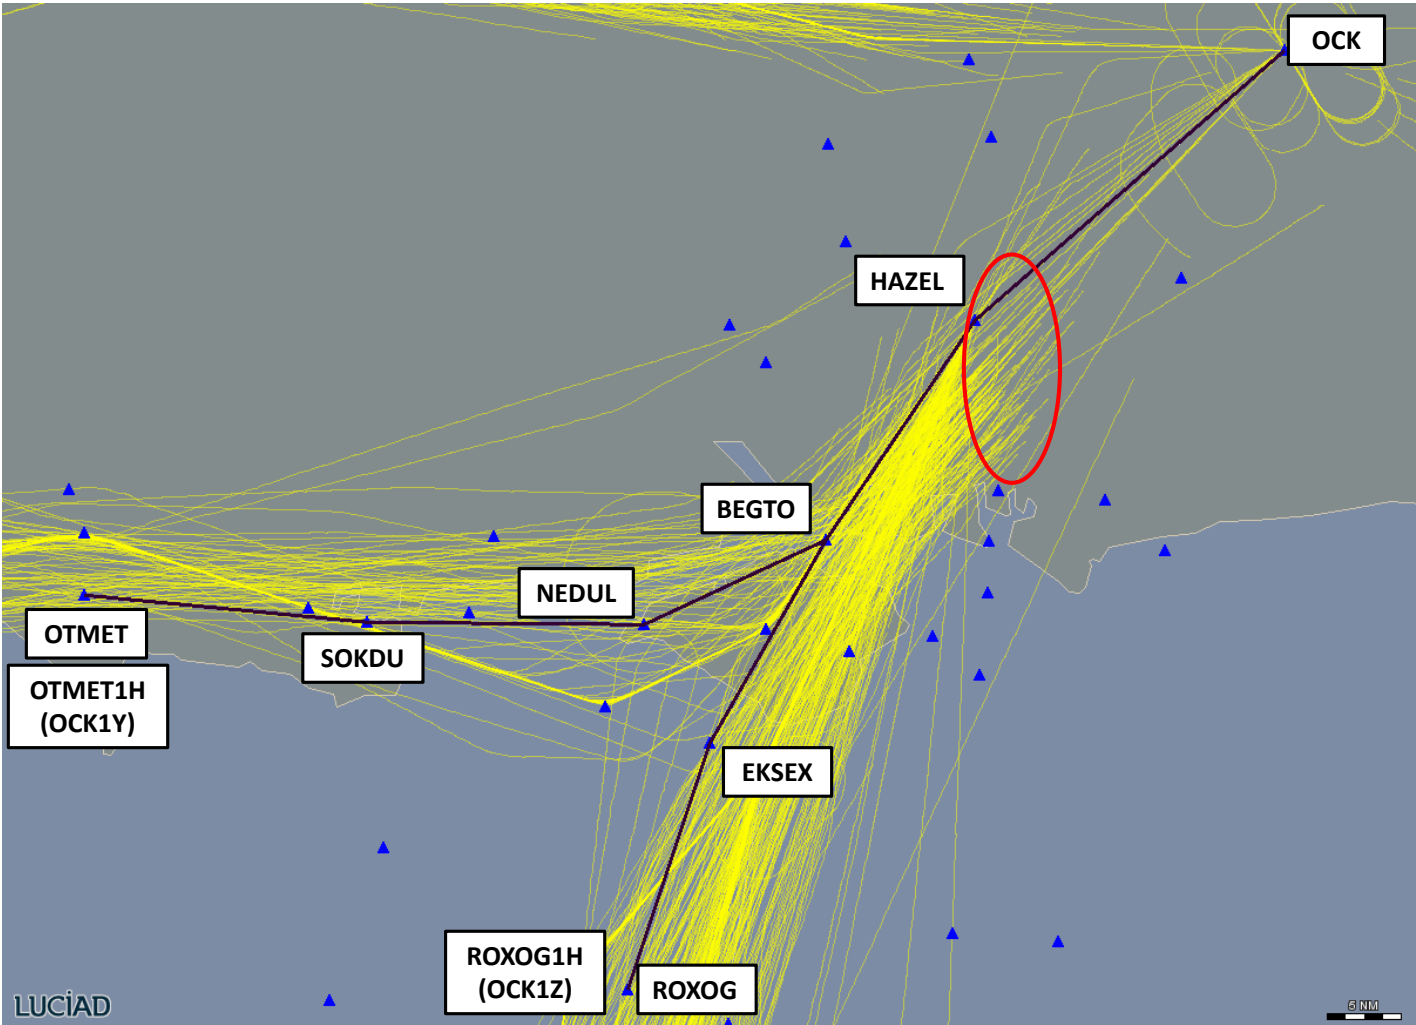 OCK
HAZEL
BEGTO
NEDUL
OTMET
SOKDU
OTMET1H
(OCK1Y)
EKSEX
ROXOG1H
(OCK1Z)
ROXOG
LUCIAD
5 NM